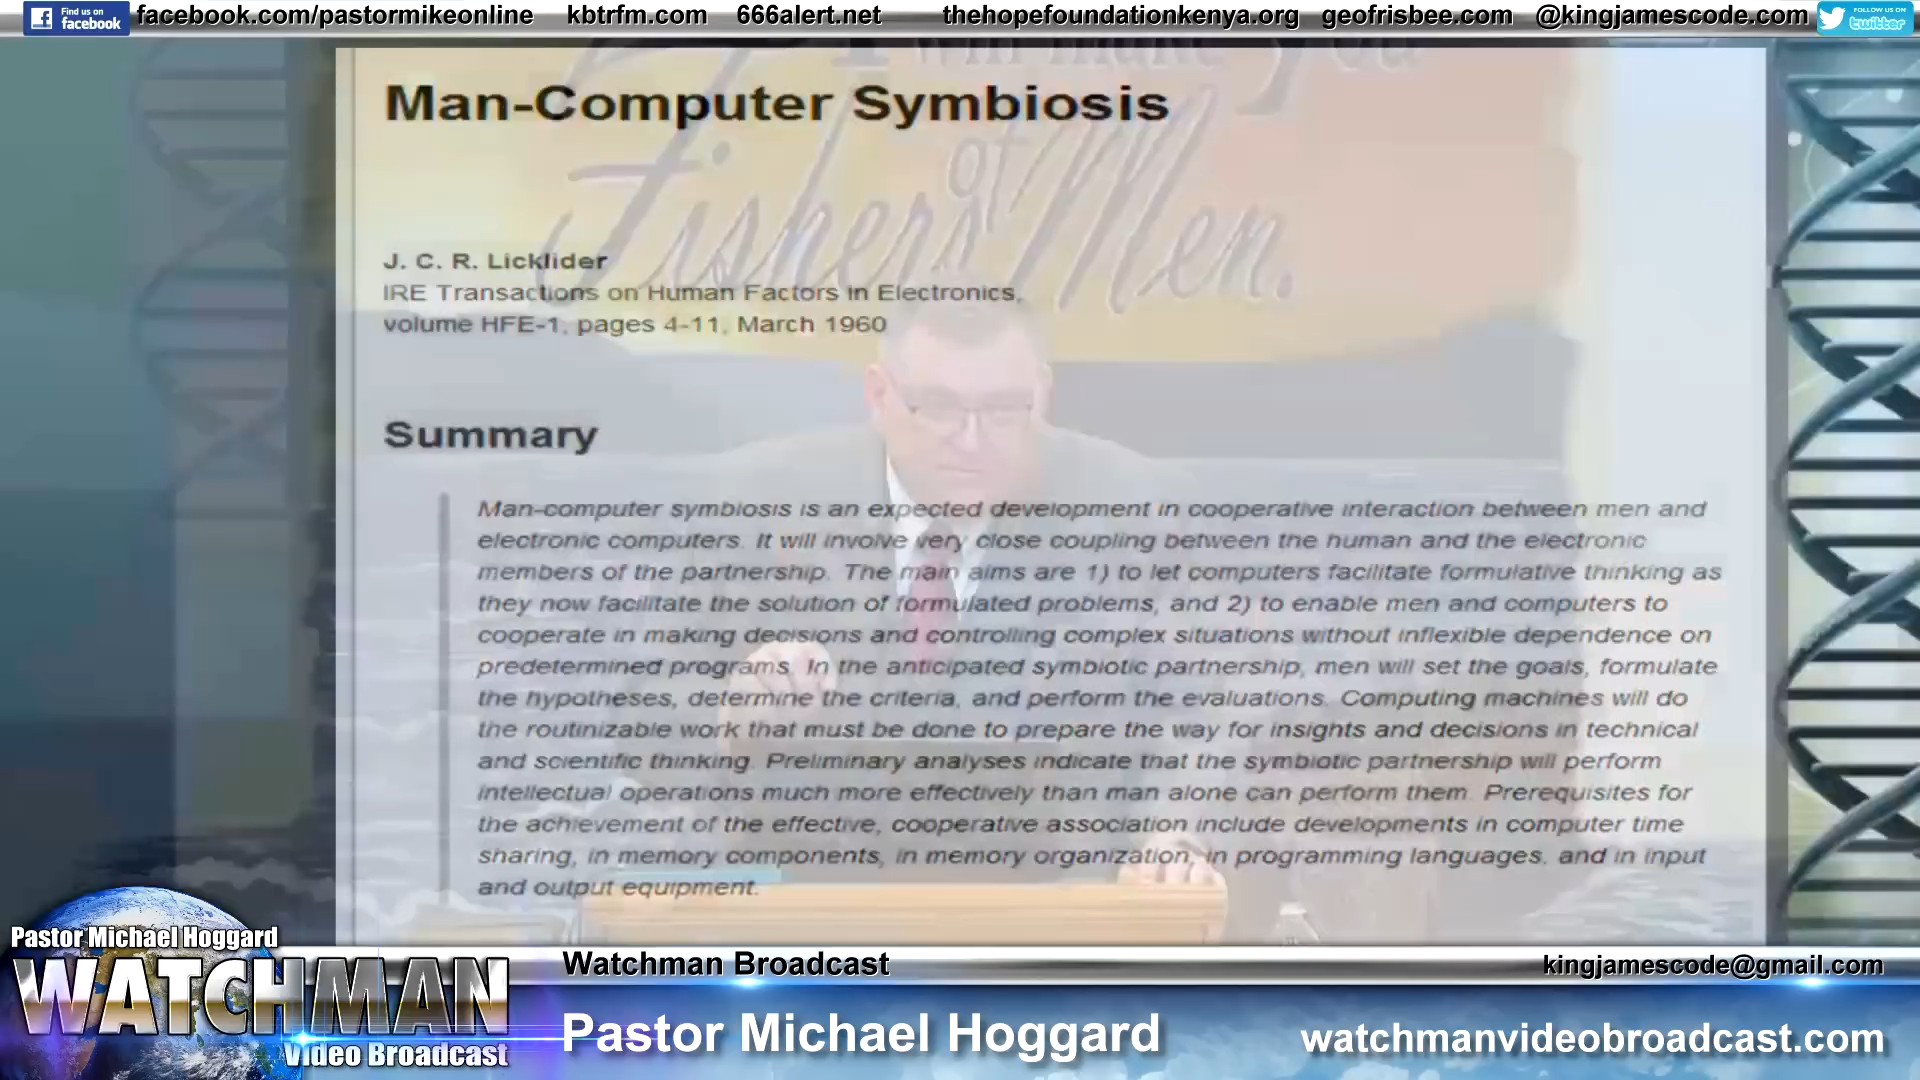 Find us on
facebook
facebook.com/pastormikeonline kbtrfm.com 666alert.net thehopefoundationkenya.org geofrisbee.com @kingjamescode.com
FOLLOW US ON
twitter
I will make you
Fishers of Men.
Man-Computer Symbiosis
J. C. R. Licklider
IRE Transactions on Human Factors in Electronics,
volume HFE-1, pages 4-11, March 1960
Summary
Man-computer symbiosis is an expected development in cooperative interaction between men and
electronic computers. It will involve very close coupling between the human and the electronic
members of the partnership. The main aims are 1) to let computers facilitate formulative thinking as
they now facilitate the solution of formulated problems, and 2) to enable men and computers to
cooperate in making decisions and controlling complex situations without inflexible dependence on
predetermined programs. In the anticipated symbiotic partnership, men will set the goals, formulate
the hypotheses, determine the criteria, and perform the evaluations. Computing machines will do
the routinizable work that must be done to prepare the way for insights and decisions in technical
and scientific thinking. Preliminary analyses indicate that the symbiotic partnership will perform
intellectual operations much more effectively than man alone can perform them. Prerequisites for
the achievement of the effective, cooperative association include developments in computer time
sharing, in memory components, in memory organization, in programming languages, and in input
and output equipment.
Pastor Michael Hoggard
WATCHMAN
Video Broadcast
Watchman Broadcast
kingjamescode@gmail.com
Pastor Michael Hoggard
watchmanvideobroadcast.com